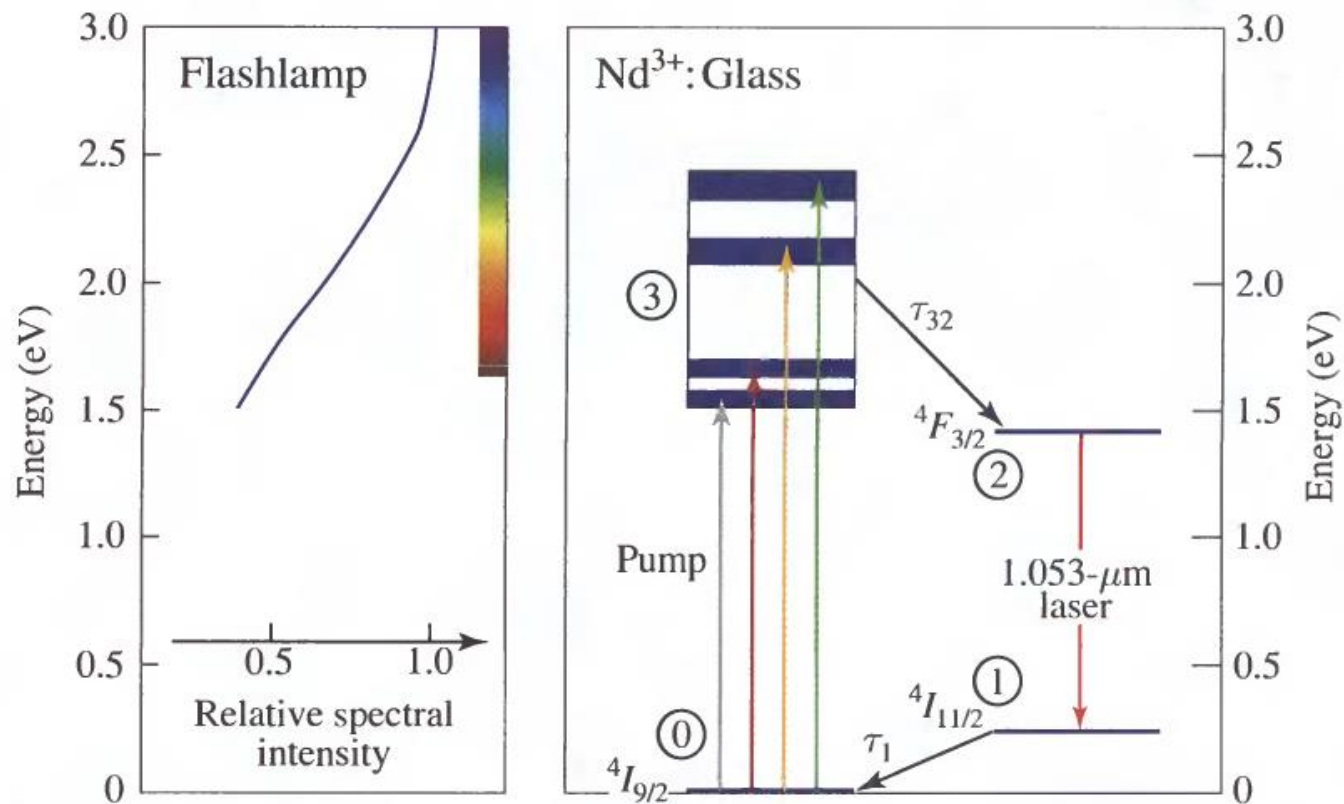 3.0
Flashlamp
2.5
2.0
Energy (eV)
1.5
1.0
0.5
0.5
1.0
Relative spectral
intensity
0
Nd³⁺: Glass
3.0
2.5
③
2.0
τ₃₂
Energy (eV)
1.5
⁴F₃/₂
②
Pump
1.0
1.053-μm
laser
0.5
①
⁴I₁₁/₂
⓪
τ₁
⁴I₉/₂
0